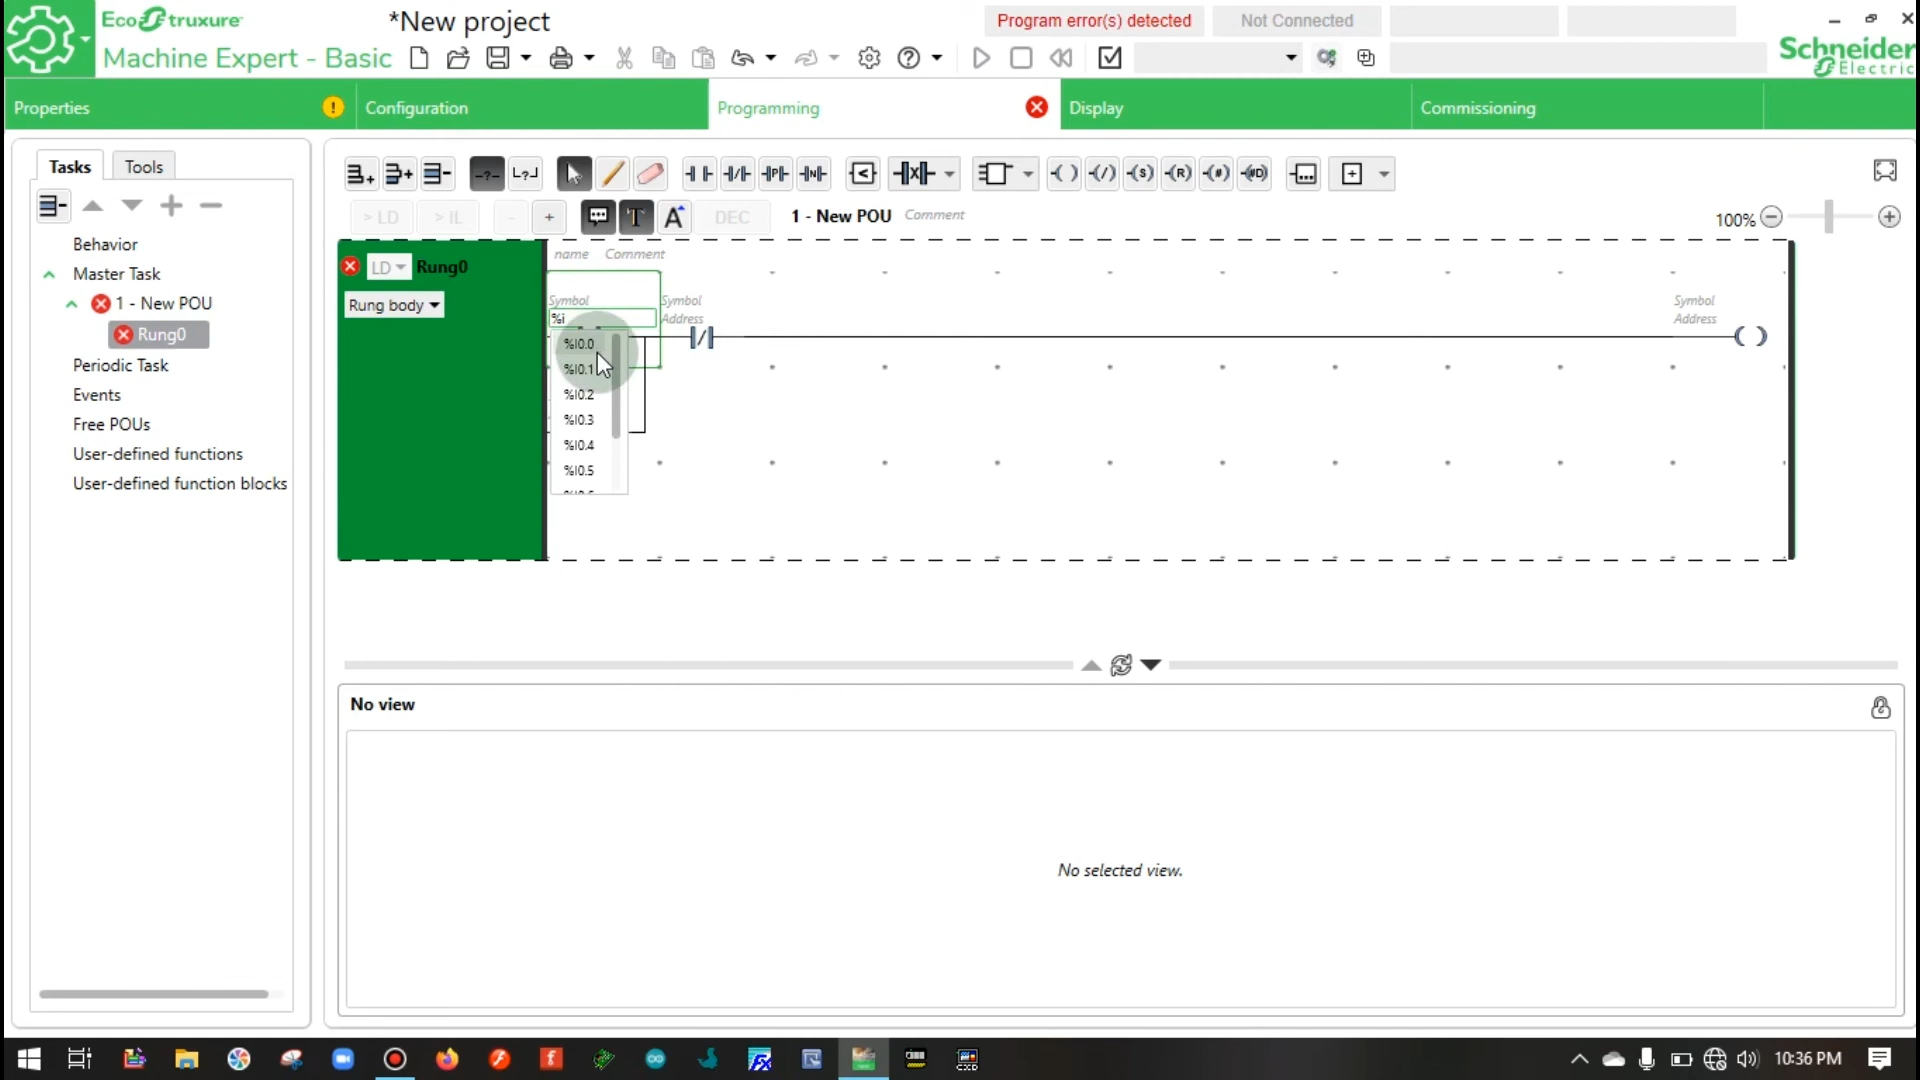 EcoStruxure
Machine Expert - Basic
*New project
Program error(s) detected
Not Connected
Schneider
Electric
Properties
Configuration
Programming
Display
Commissioning
Tasks
Tools
Behavior
Master Task
1 - New POU
Rung0
Periodic Task
Events
Free POUs
User-defined functions
User-defined function blocks
> LD
> IL
DEC
1 - New POU
Comment
100%
LD
Rung0
Rung body
name
Comment
Symbol
%i
Symbol
Address
Symbol
Address
%I0.0
%I0.1
%I0.2
%I0.3
%I0.4
%I0.5
No view
No selected view.
10:36 PM